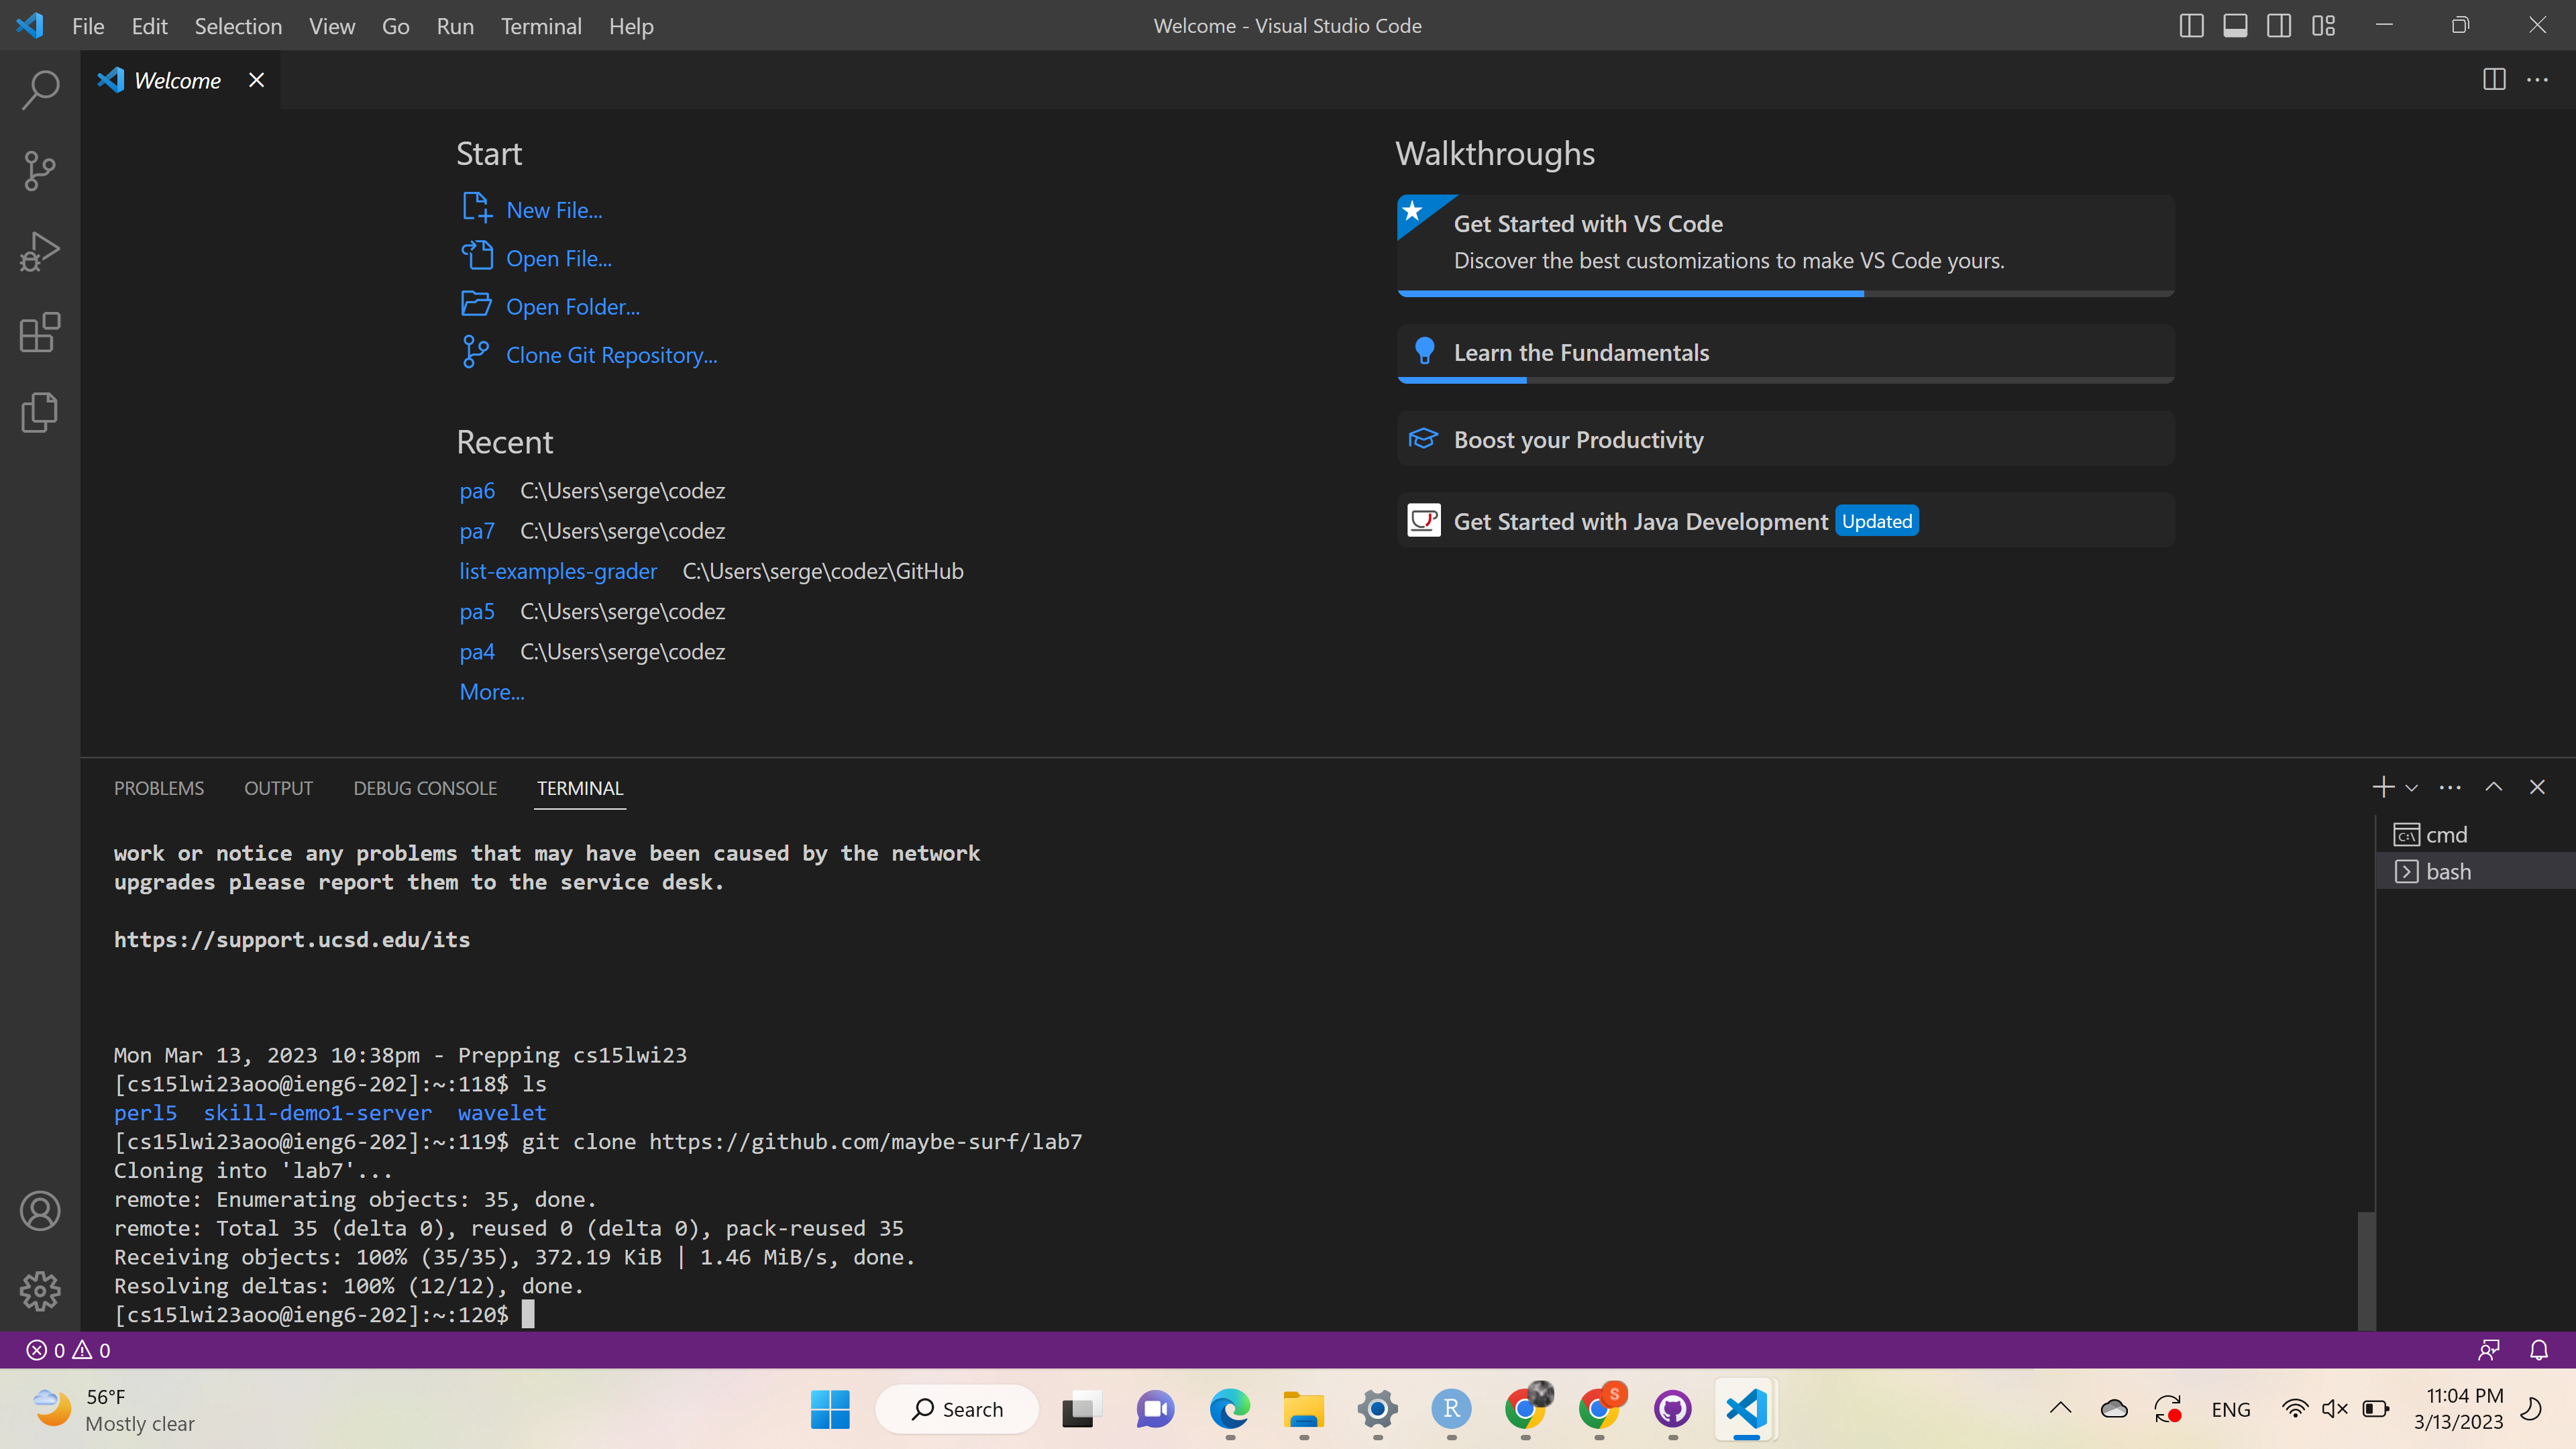 File Edit Selection View Go Run Terminal Help
Welcome - Visual Studio Code
Welcome
Start
New File...
Open File...
Open Folder...
Clone Git Repository...
Recent
pa6 C:\Users\serge\codez
pa7 C:\Users\serge\codez
list-examples-grader C:\Users\serge\codez\GitHub
pa5 C:\Users\serge\codez
pa4 C:\Users\serge\codez
More...
Walkthroughs
Get Started with VS Code
Discover the best customizations to make VS Code yours.
Learn the Fundamentals
Boost your Productivity
Get Started with Java Development Updated
PROBLEMS OUTPUT DEBUG CONSOLE TERMINAL
work or notice any problems that may have been caused by the network
upgrades please report them to the service desk.
https://support.ucsd.edu/its
Mon Mar 13, 2023 10:38pm - Prepping cs15lwi23
[cs15lwi23aoo@ieng6-202]:~:118$ ls
perl5 skill-demo1-server wavelet
[cs15lwi23aoo@ieng6-202]:~:119$ git clone https://github.com/maybe-surf/lab7
Cloning into 'lab7'...
remote: Enumerating objects: 35, done.
remote: Total 35 (delta 0), reused 0 (delta 0), pack-reused 35
Receiving objects: 100% (35/35), 372.19 KiB | 1.46 MiB/s, done.
Resolving deltas: 100% (12/12), done.
[cs15lwi23aoo@ieng6-202]:~:120$
cmd
bash
0 0
56°F
Mostly clear
Search
R
S
ENG
11:04 PM
3/13/2023